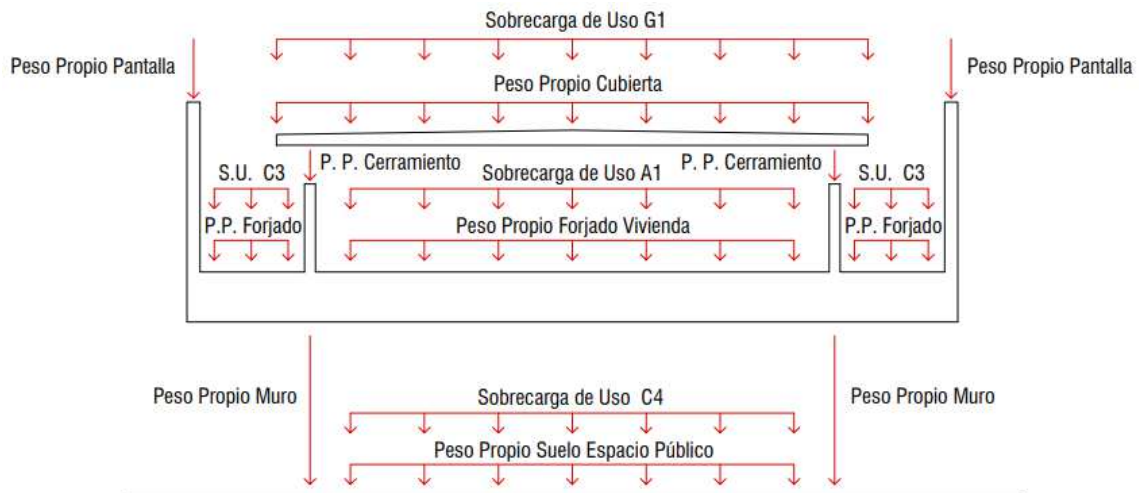 Sobrecarga de Uso G1
Peso Propio Pantalla
Peso Propio Pantalla
Peso Propio Cubierta
P. P. Cerramiento
P. P. Cerramiento
S.U. C3
Sobrecarga de Uso A1
S.U. C3
P.P. Forjado
Peso Propio Forjado Vivienda
P.P. Forjado
Peso Propio Muro
Sobrecarga de Uso C4
Peso Propio Muro
Peso Propio Suelo Espacio Público